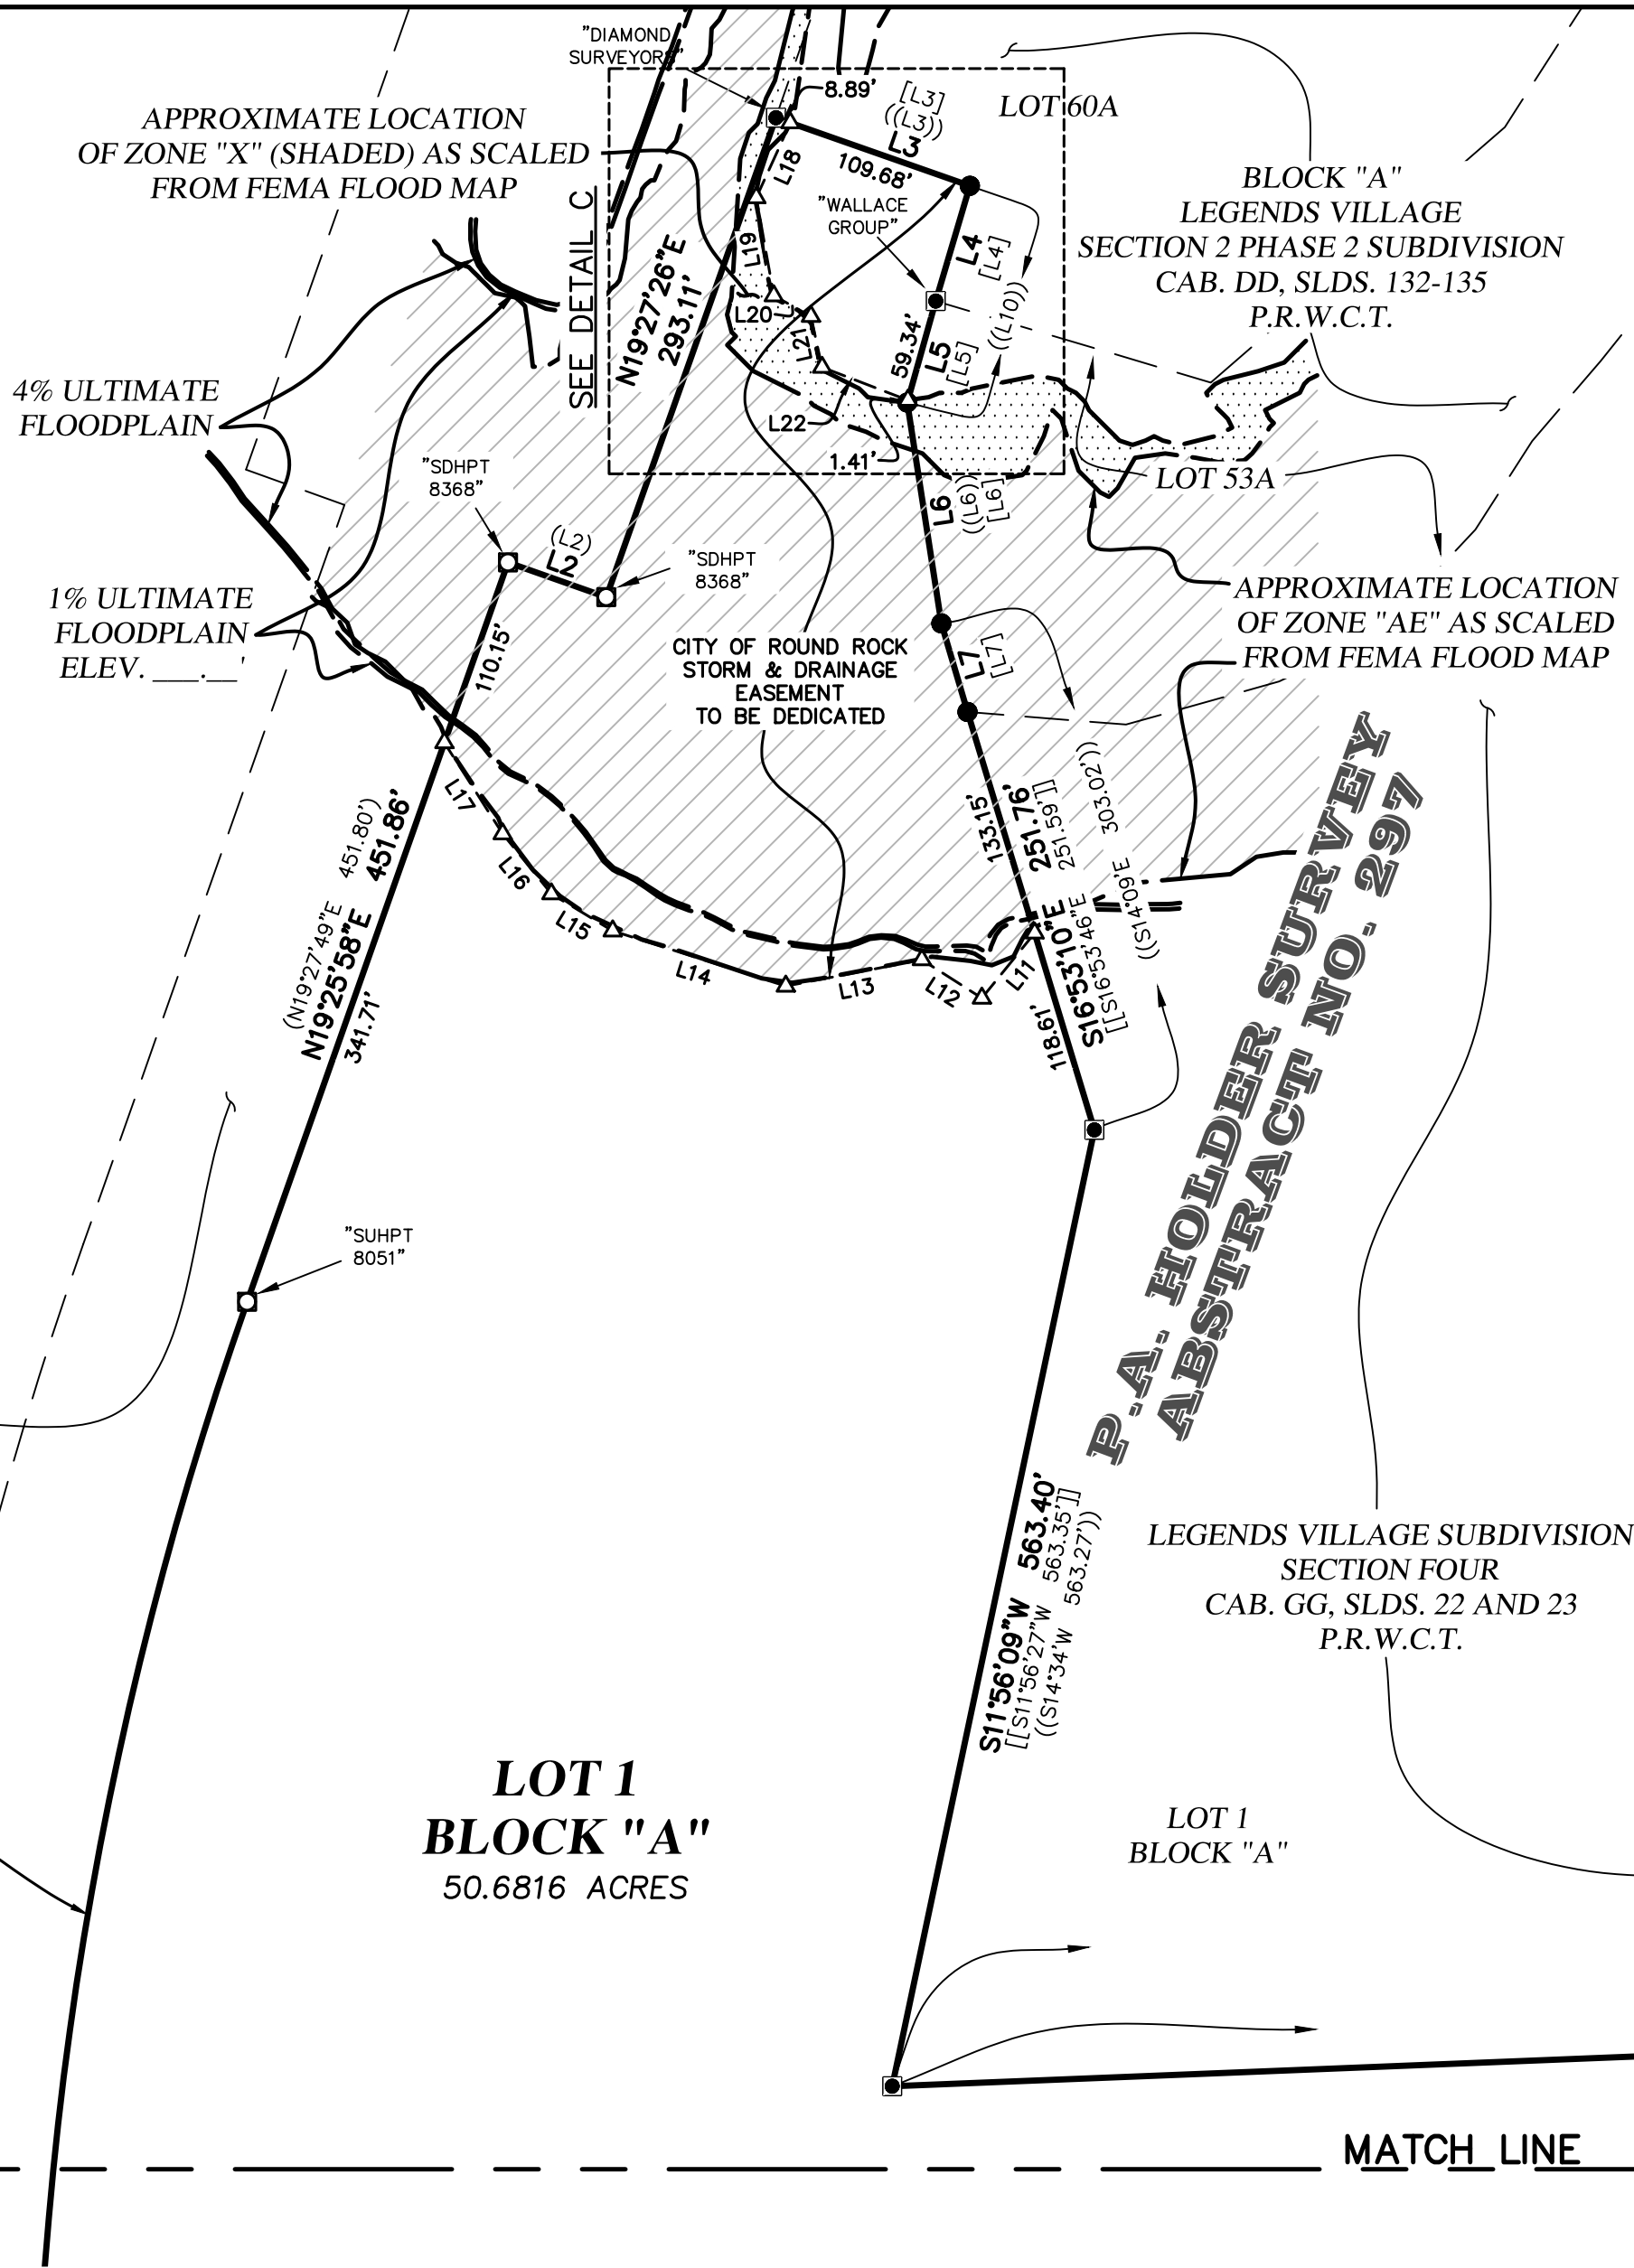 "DIAMOND
SURVEYORS"
8.89'
[L3]
((L3))
L3
109.68'
LOT 60A
APPROXIMATE LOCATION
OF ZONE "X" (SHADED) AS SCALED
FROM FEMA FLOOD MAP
L18
"WALLACE
GROUP"
BLOCK "A"
LEGENDS VILLAGE
SECTION 2 PHASE 2 SUBDIVISION
CAB. DD, SLDS. 132-135
P.R.W.C.T.
SEE DETAIL C
N19°27'26"E
293.11'
L19
L4
[L4]
((L10))
L20
L21
59.34'
L5
[L5]
4% ULTIMATE
FLOODPLAIN
L22
1.41'
"SDHPT
8368"
LOT 53A
L6
((L6))
[L6]
(L2)
L2
"SDHPT
8368"
1% ULTIMATE
FLOODPLAIN
ELEV. ___.__'
APPROXIMATE LOCATION
OF ZONE "AE" AS SCALED
FROM FEMA FLOOD MAP
110.15'
CITY OF ROUND ROCK
STORM & DRAINAGE
EASEMENT
TO BE DEDICATED
L7
[L7]
L17
L16
L15
L14
L13
L12
L11
(N19°27'49"E 451.80')
N19°25'58"E 451.86'
341.71'
133.15'
118.61'
S16°53'10"E 251.76'
[[S16°53'46"E 251.59']]
((S14°09'E 303.02'))
P.A. HOLDER SURVEY
ABSTRACT NO. 297
"SUHPT
8051"
S11°56'09"W 563.40'
[[S11°56'27"W 563.35']]
((S14°34'W 563.27'))
LEGENDS VILLAGE SUBDIVISION
SECTION FOUR
CAB. GG, SLDS. 22 AND 23
P.R.W.C.T.
LOT 1
BLOCK "A"
50.6816 ACRES
LOT 1
BLOCK "A"
MATCH LINE